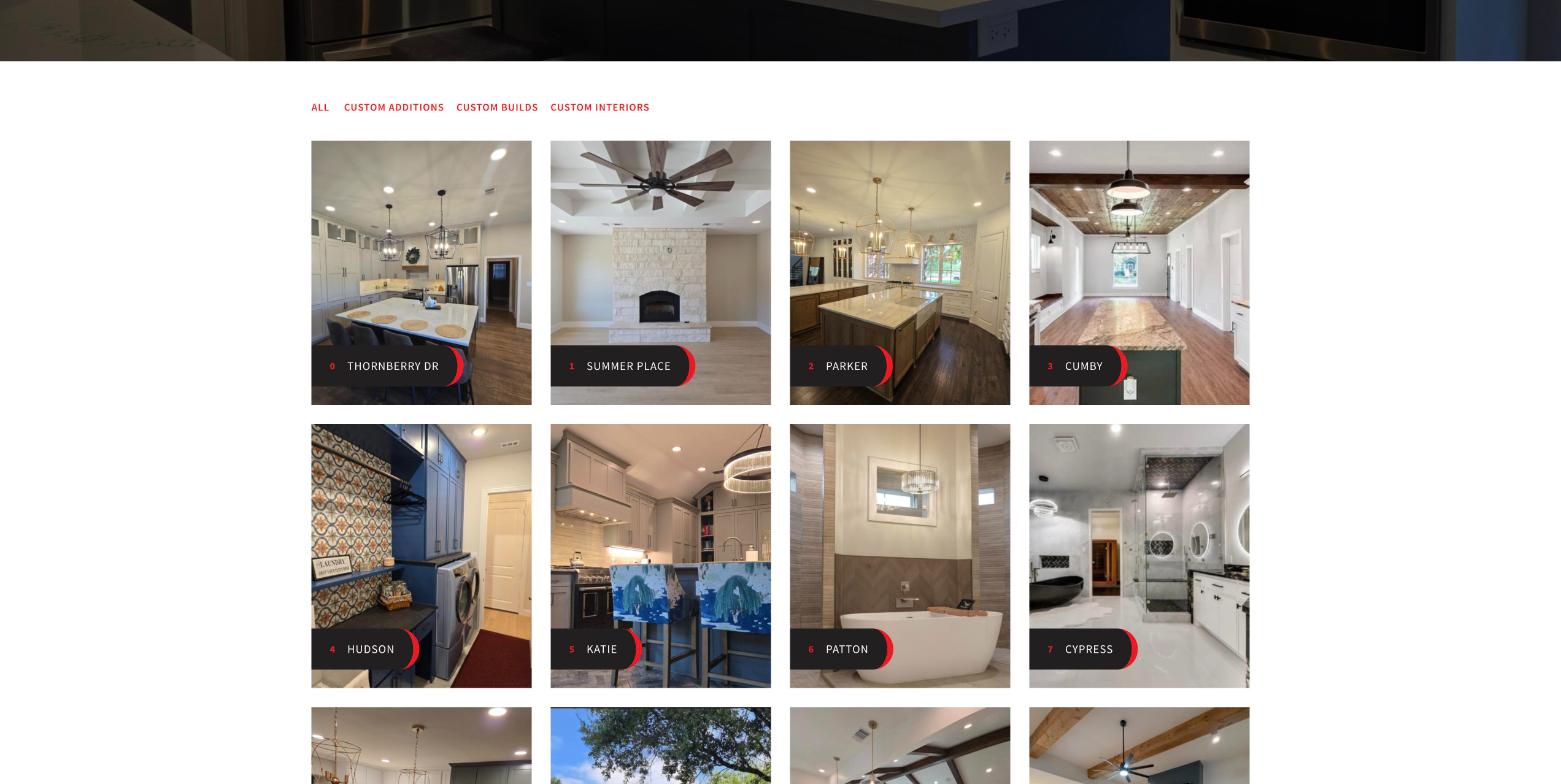 ALL CUSTOM ADDITIONS CUSTOM BUILDS CUSTOM INTERIORS
0 THORNBERRY DR
1 SUMMER PLACE
2 PARKER
3 CUMBY
LAUNDRY
4 HUDSON
5 KATIE
6 PATTON
7 CYPRESS